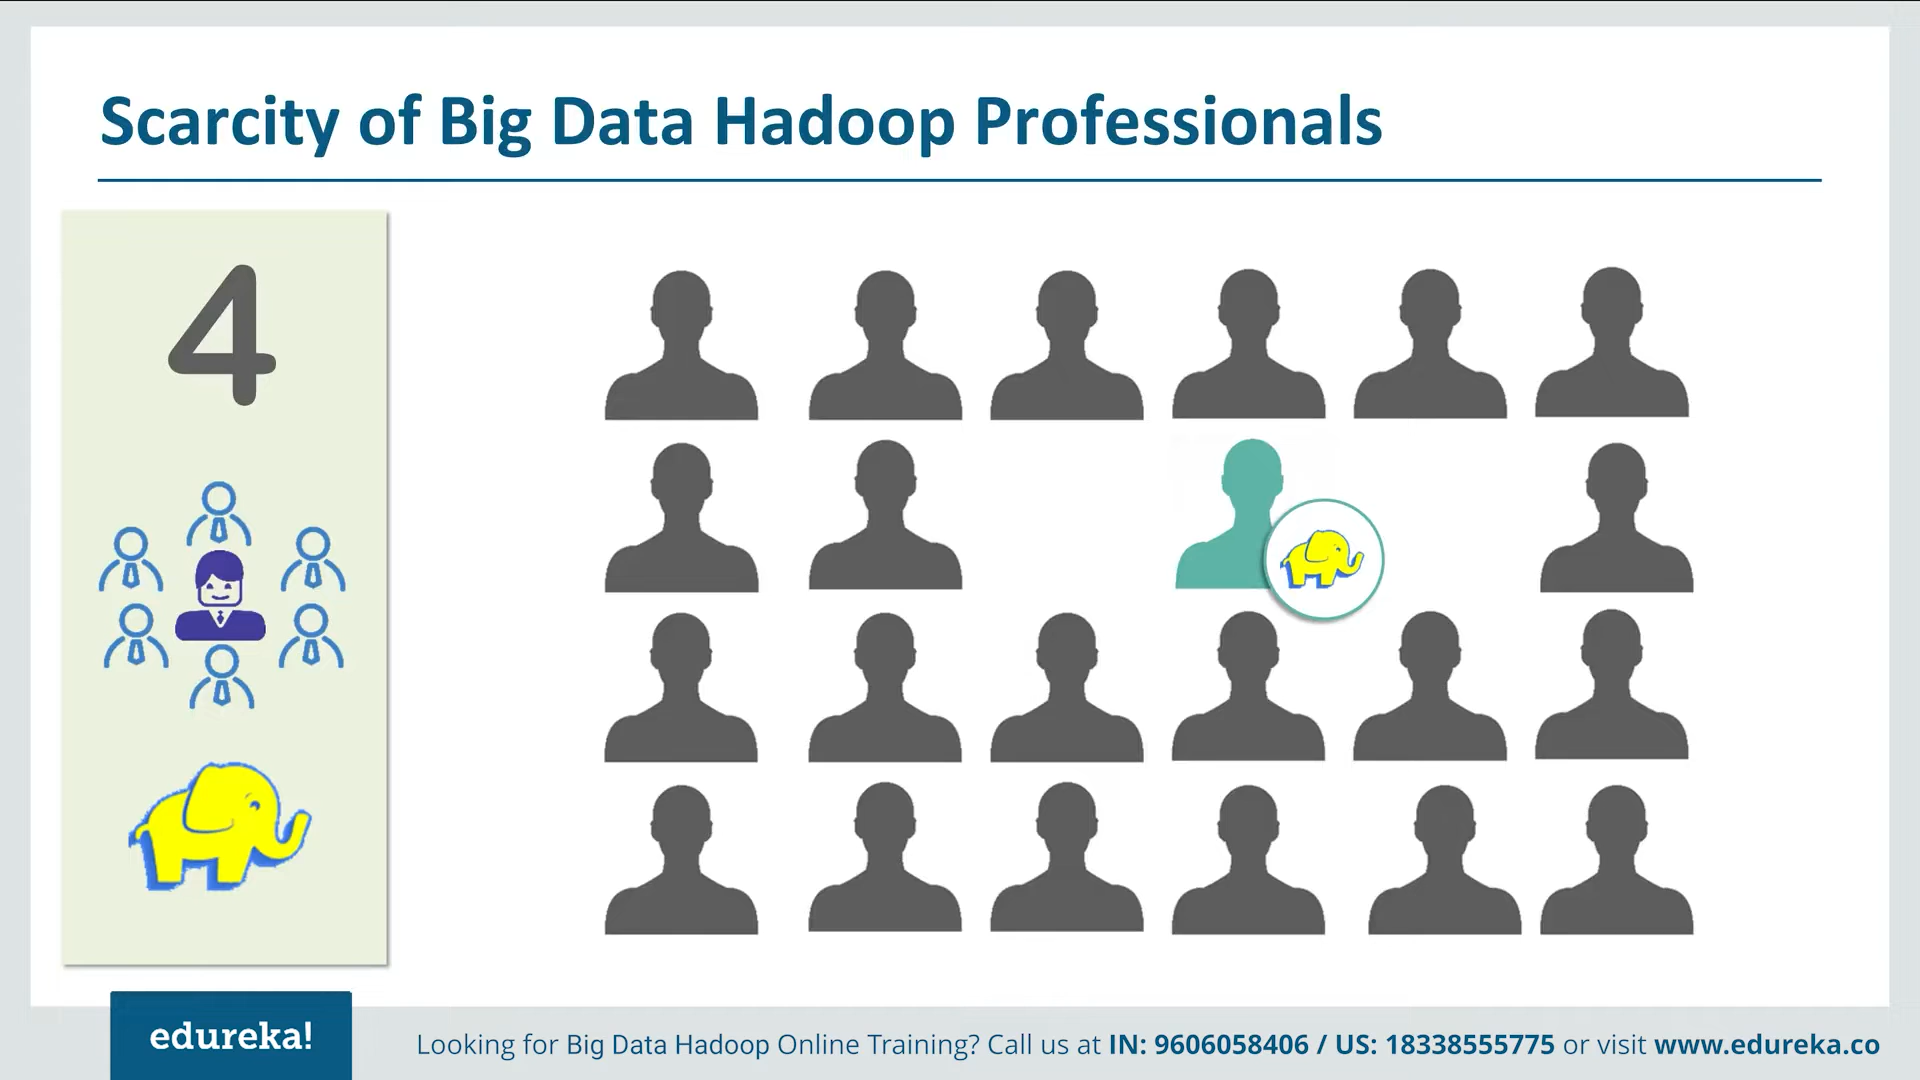 Scarcity of Big Data Hadoop Professionals
4
edureka!
Looking for Big Data Hadoop Online Training? Call us at IN: 9606058406 / US: 18338555775 or visit www.edureka.co